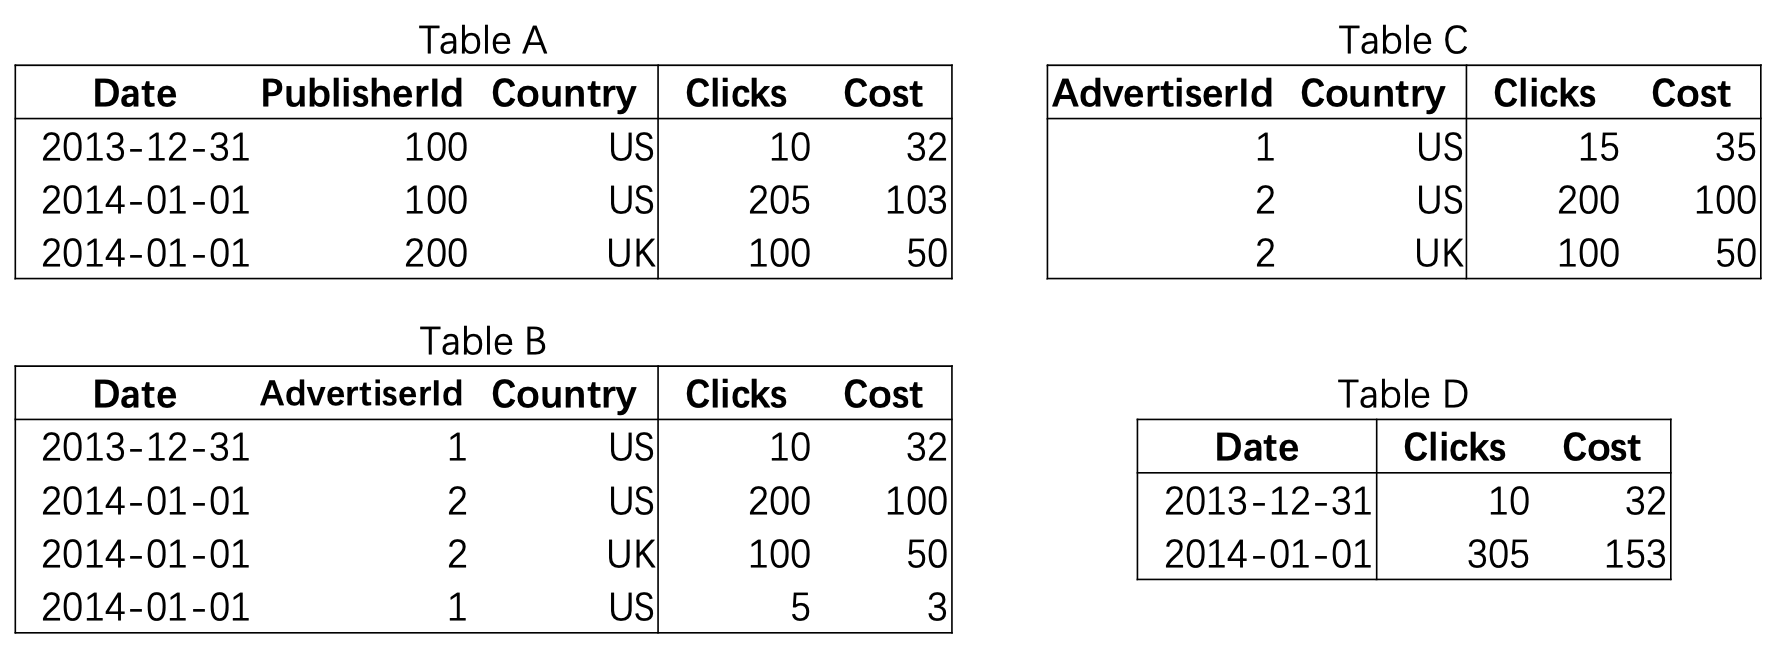 Table A
Date PublisherId Country Clicks Cost
2013-12-31 100 US 10 32
2014-01-01 100 US 205 103
2014-01-01 200 UK 100 50
Table B
Date AdvertiserId Country Clicks Cost
2013-12-31 1 US 10 32
2014-01-01 2 US 200 100
2014-01-01 2 UK 100 50
2014-01-01 1 US 5 3
Table C
AdvertiserId Country Clicks Cost
1 US 15 35
2 US 200 100
2 UK 100 50
Table D
Date Clicks Cost
2013-12-31 10 32
2014-01-01 305 153